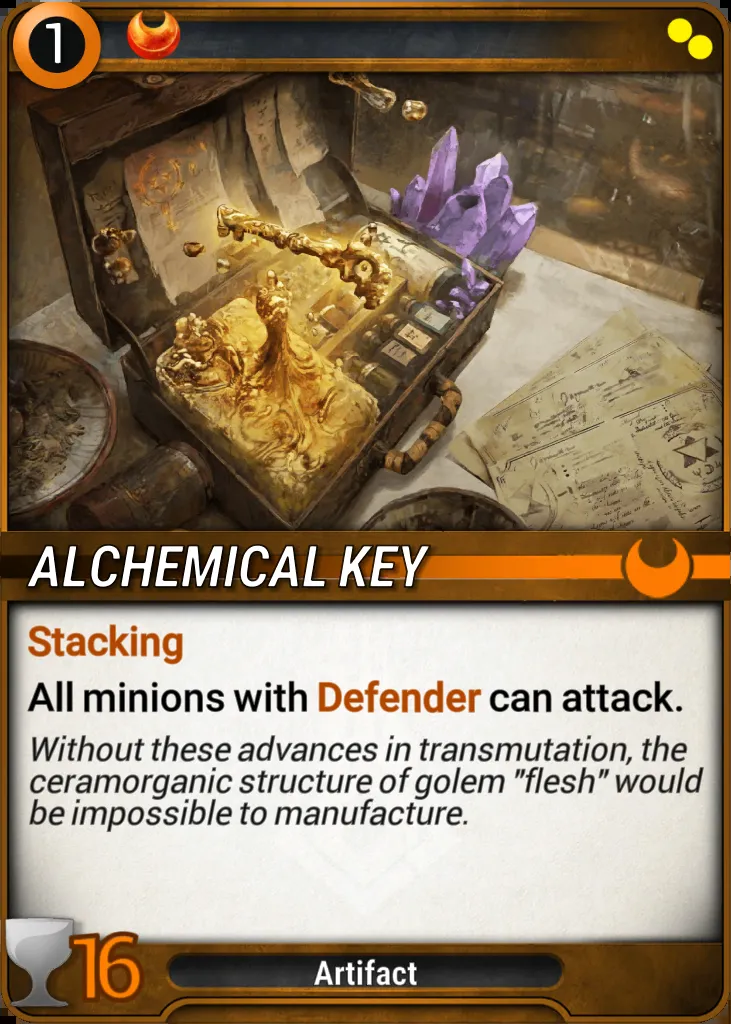 1
ALCHEMICAL KEY
Stacking
All minions with Defender can attack.
Without these advances in transmutation, the
ceramorganic structure of golem "flesh" would
be impossible to manufacture.
16
Artifact